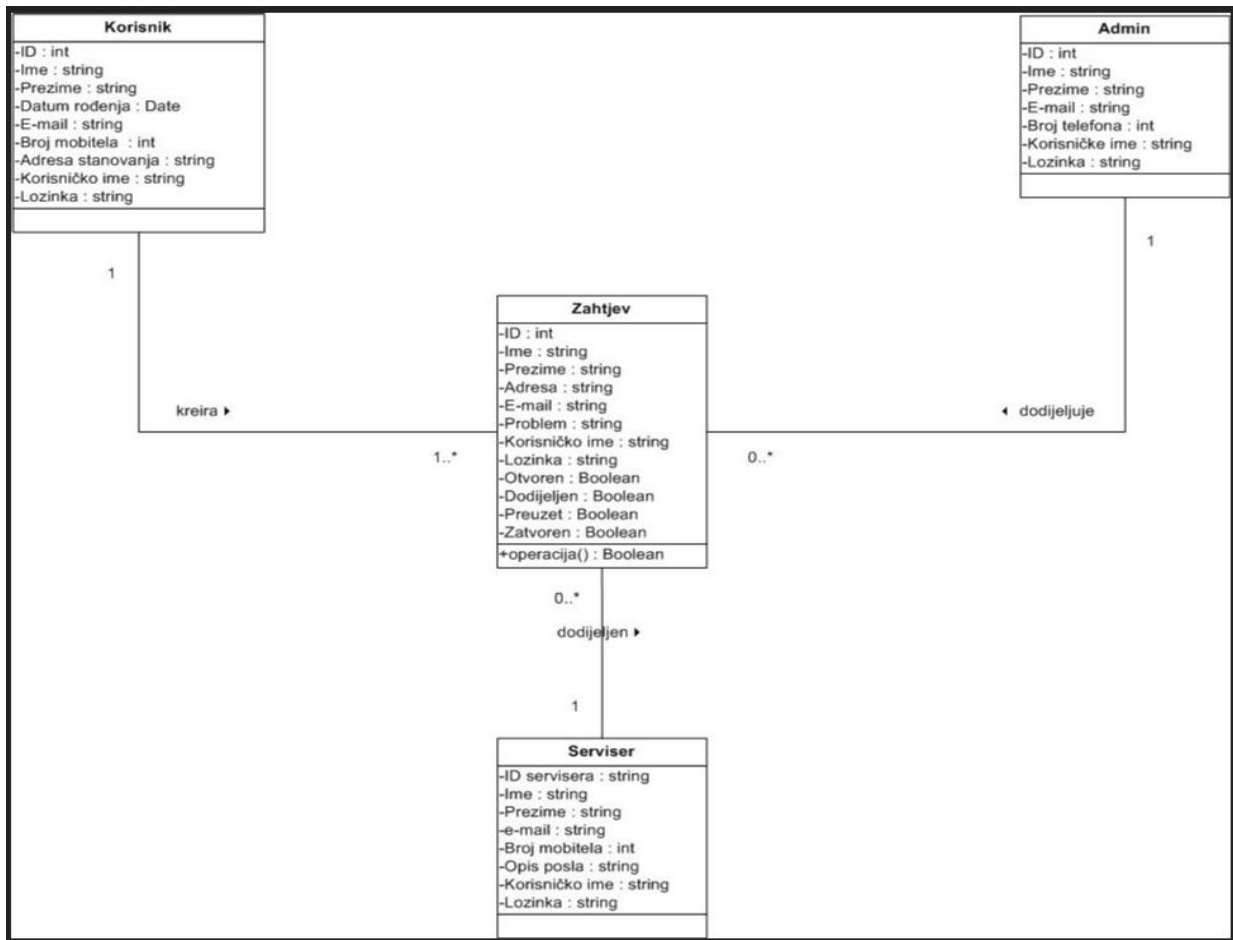 Korisnik
-ID : int
-Ime : string
-Prezime : string
-Datum rođenja : Date
-E-mail : string
-Broj mobitela : int
-Adresa stanovanja : string
-Korisničko ime : string
-Lozinka : string
1
Admin
-ID : int
-Ime : string
-Prezime : string
-E-mail : string
-Broj telefona : int
-Korisničke ime : string
-Lozinka : string
1
kreira
1..*
Zahtjev
-ID : int
-Ime : string
-Prezime : string
-Adresa : string
-E-mail : string
-Problem : string
-Korisničko ime : string
-Lozinka : string
-Otvoren : Boolean
-Dodijeljen : Boolean
-Preuzet : Boolean
-Zatvoren : Boolean
+operacija() : Boolean
dodijeljuje
0..*
0..*
dodijeljen
1
Serviser
-ID servisera : string
-Ime : string
-Prezime : string
-e-mail : string
-Broj mobitela : int
-Opis posla : string
-Korisničko ime : string
-Lozinka : string